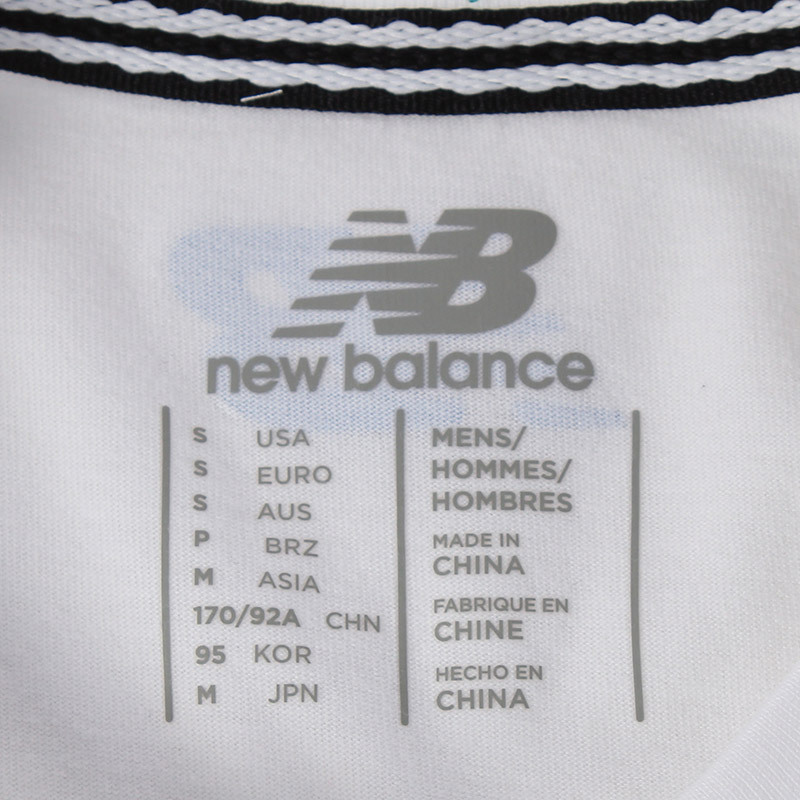 NB
new balance
S USA
S EURO
S AUS
P BRZ
M ASIA
170/92A CHN
95 KOR
M JPN
MENS/
HOMMES/
HOMBRES
MADE IN
CHINA
FABRIQUE EN
CHINE
HECHO EN
CHINA